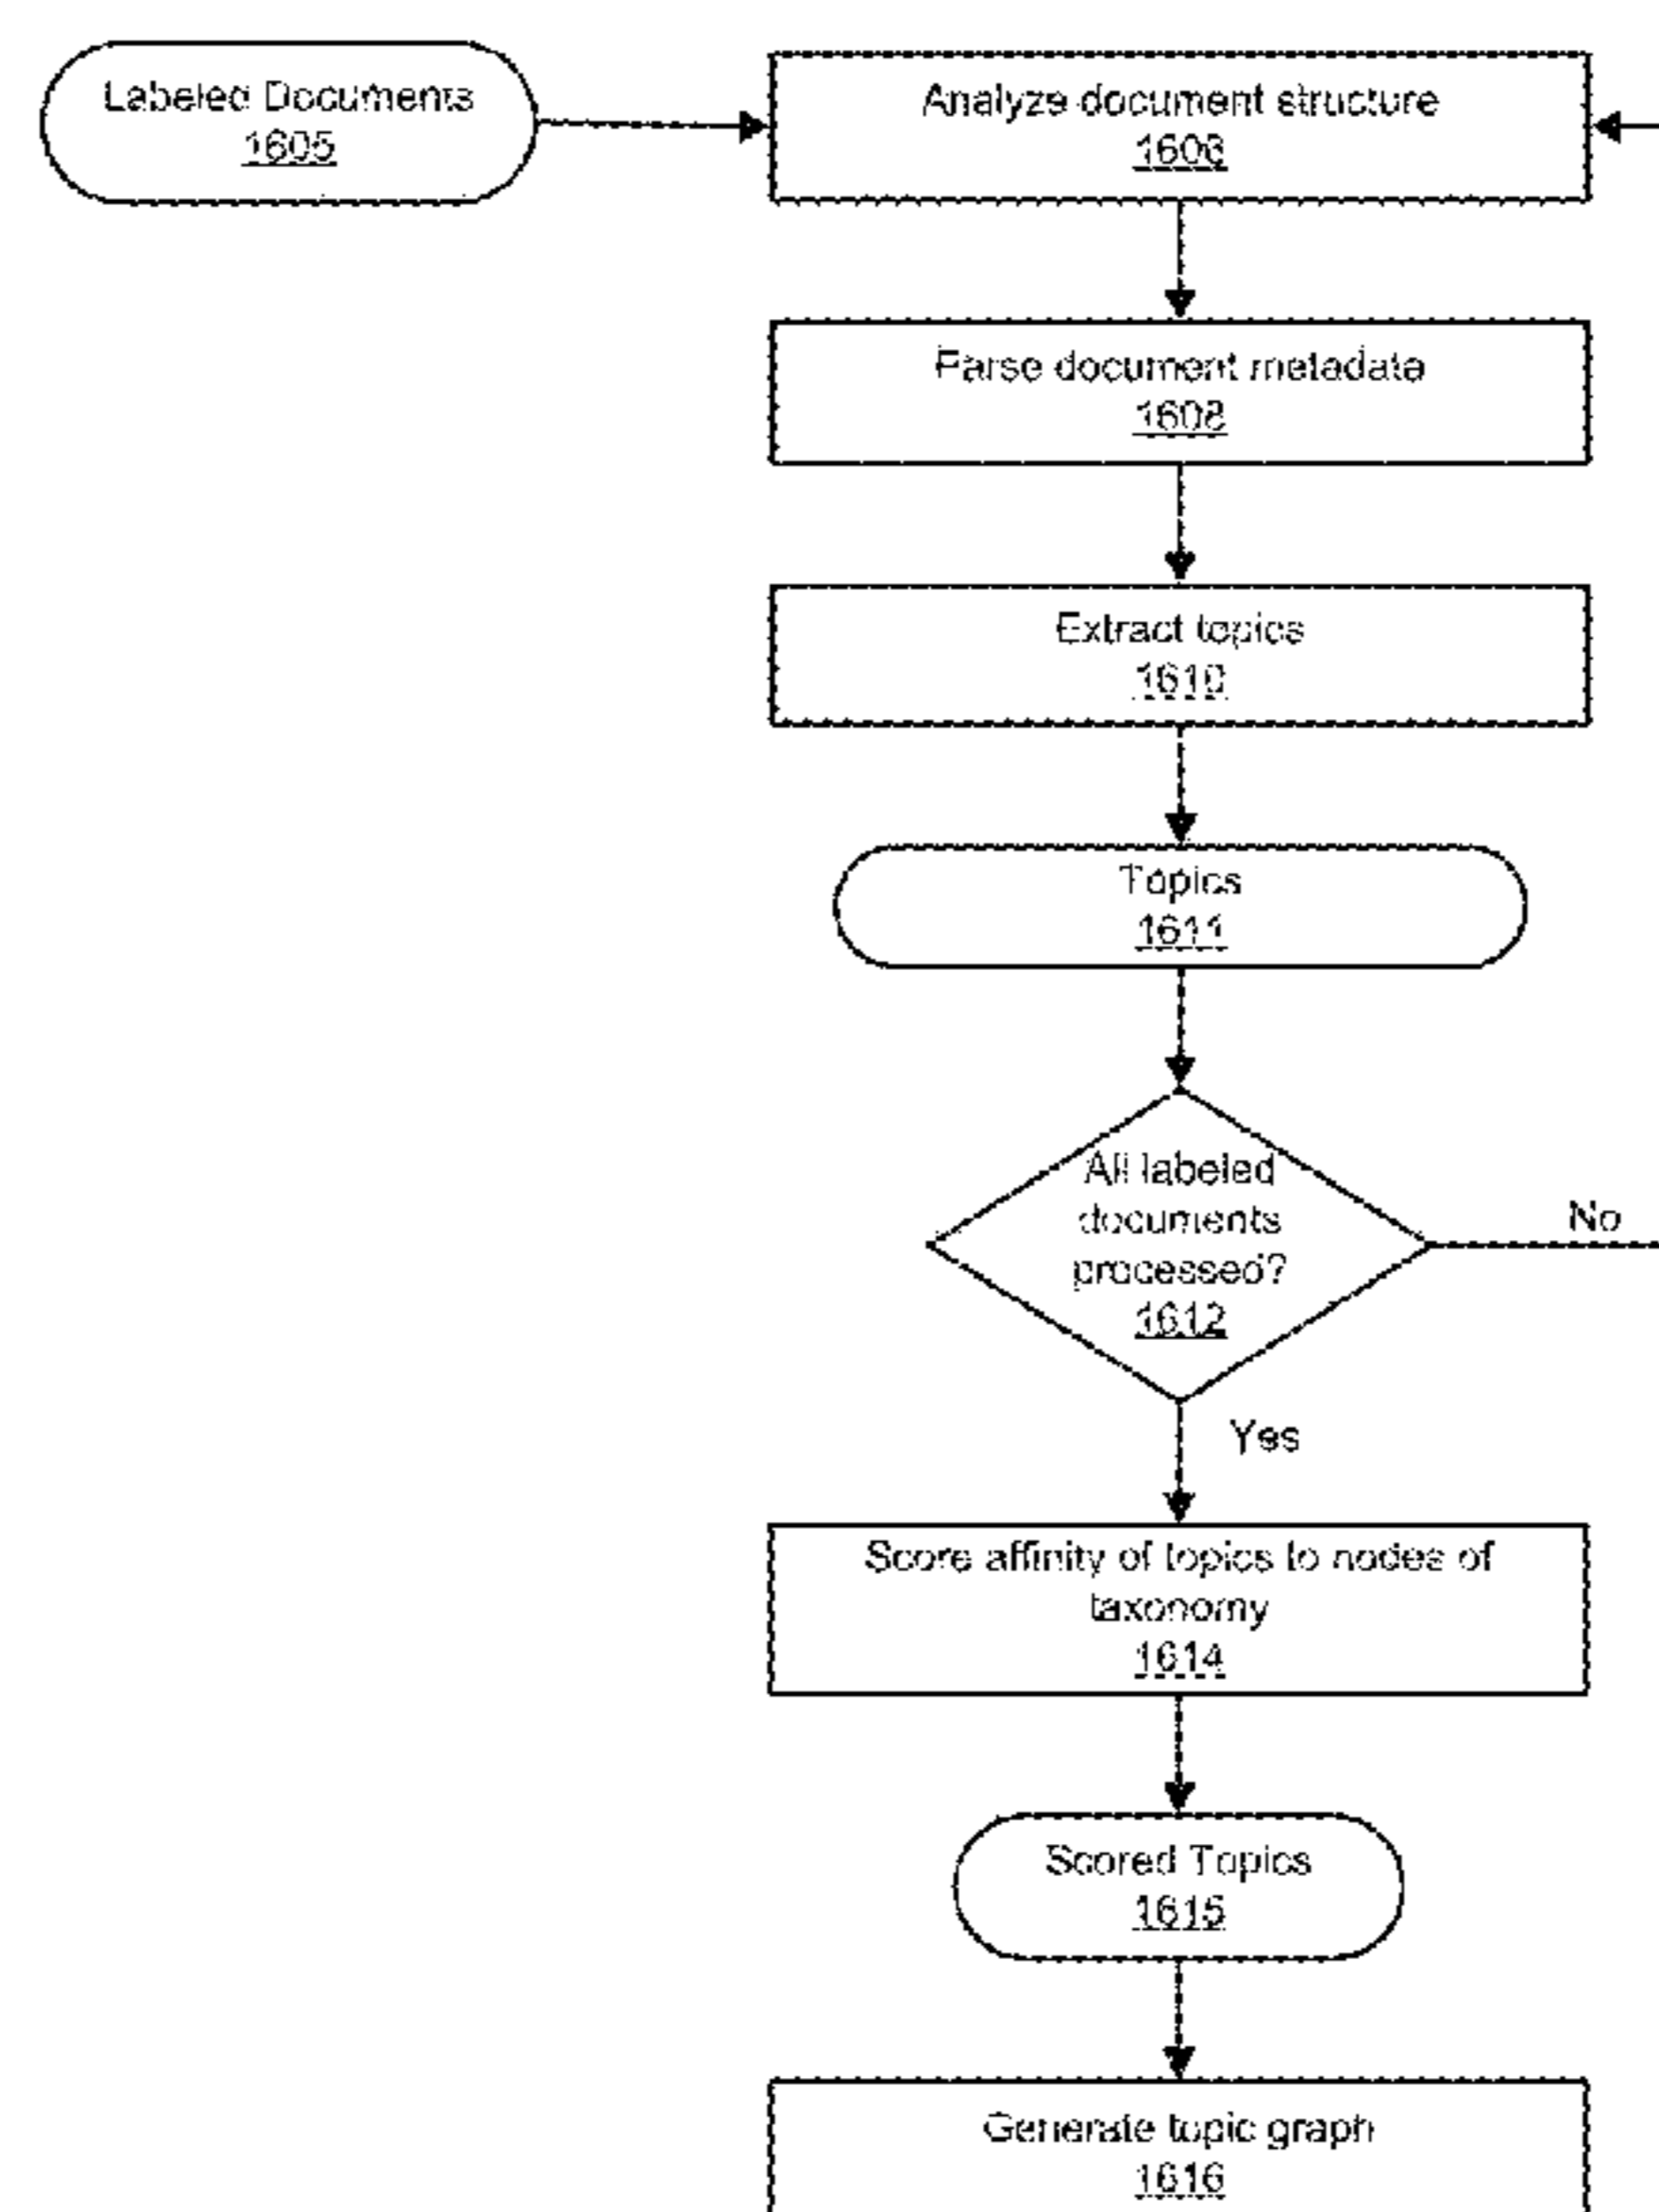 Labeled Documents
1605
Analyze document structure
1606
Parse document metadata
1608
Extract topics
1610
Topics
1611
All labeled
documents
processed?
1612
No
Yes
Score affinity of topics to nodes of
taxonomy
1614
Scored Topics
1615
Generate topic graph
1616